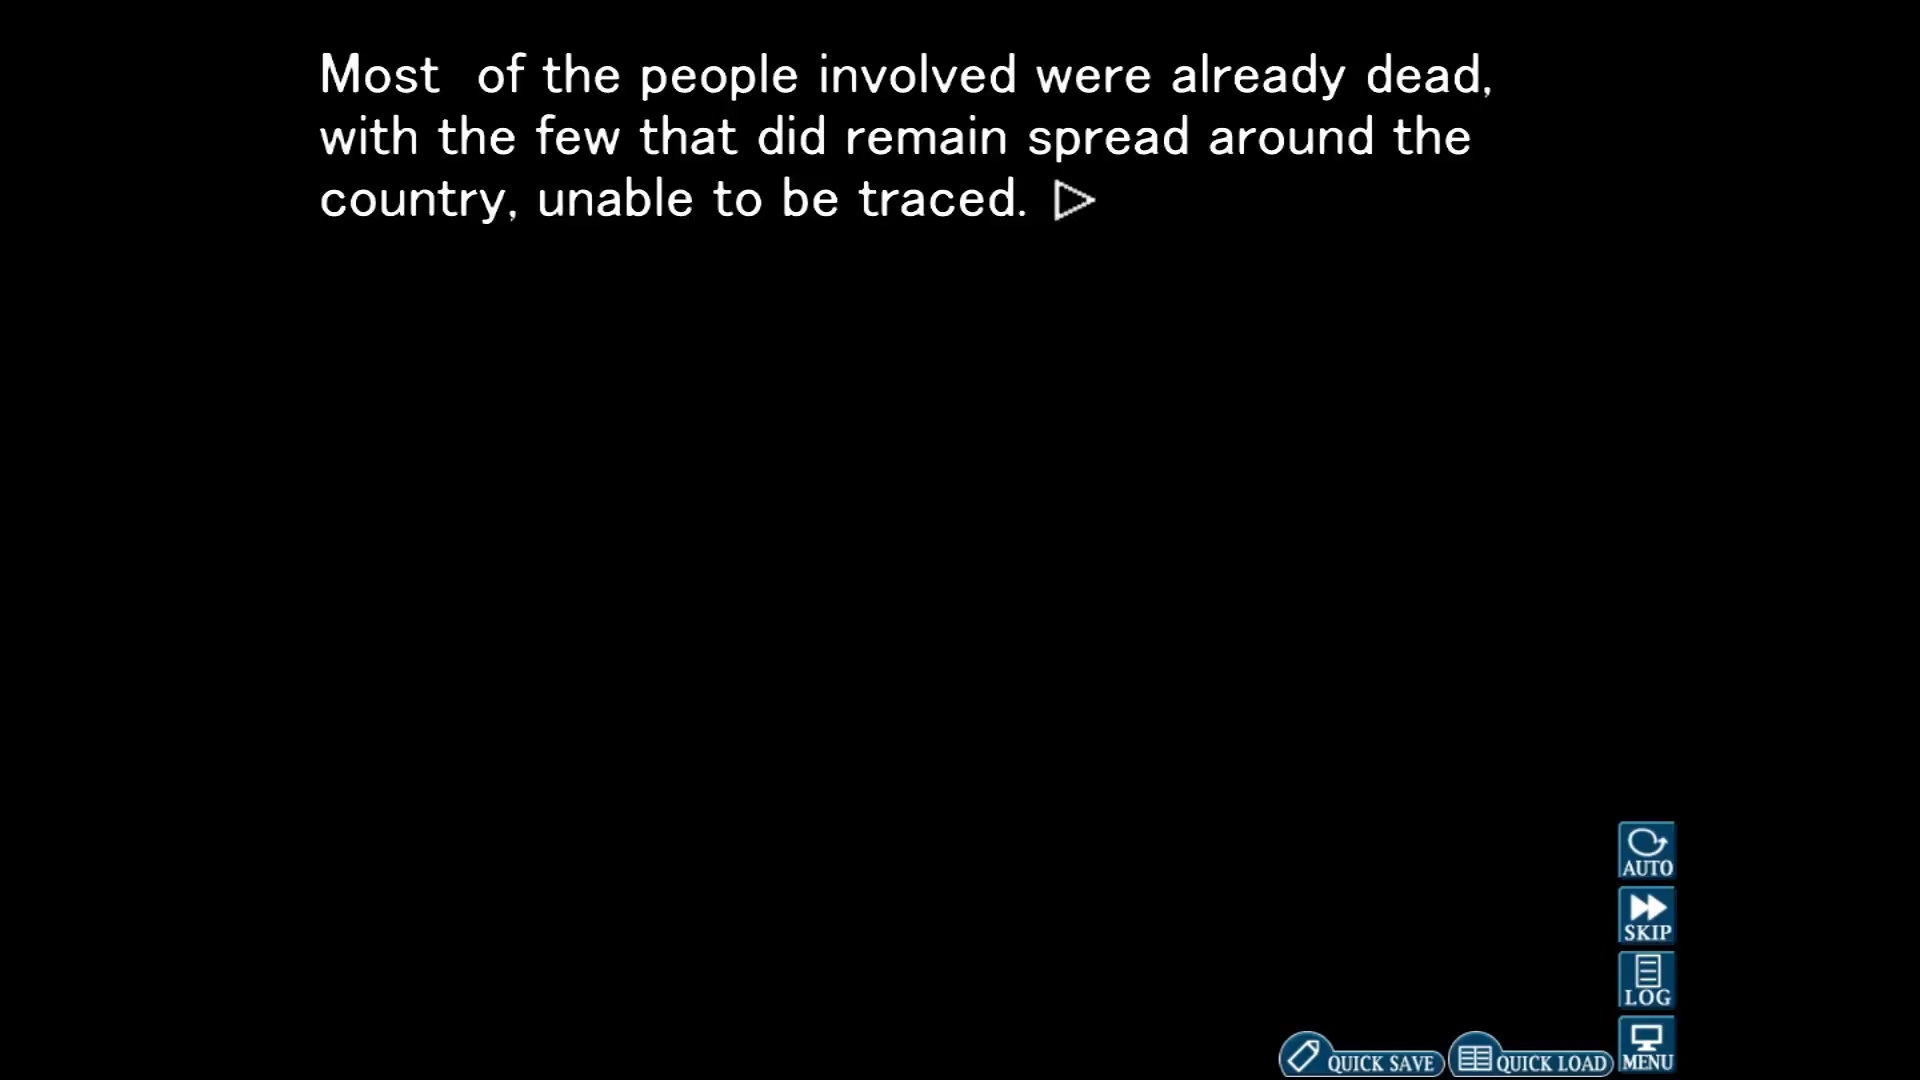 Most  of the people involved were already dead,
with the few that did remain spread around the
country, unable to be traced.
AUTO
SKIP
LOG
QUICK SAVE
QUICK LOAD
MENU